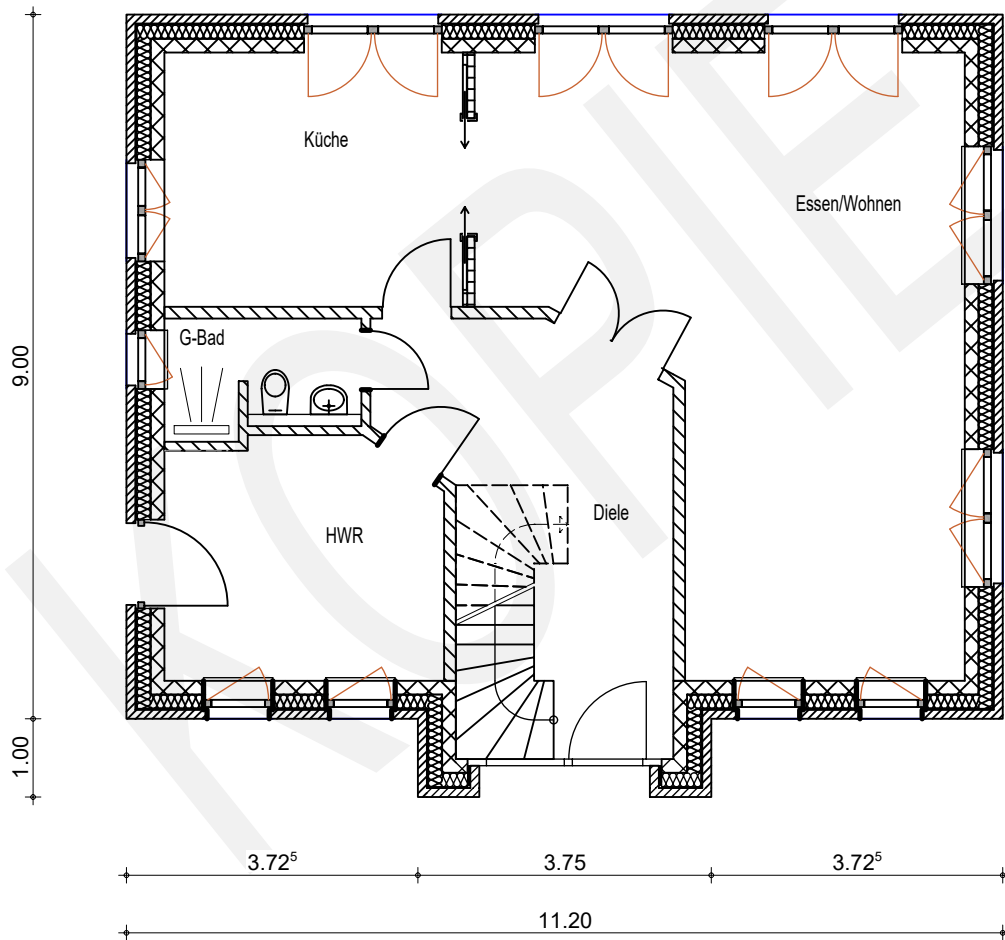 Küche
Essen/Wohnen
G-Bad
9.00
HWR
Diele
1.00
3.72⁵
3.75
3.72⁵
11.20
KOPIE